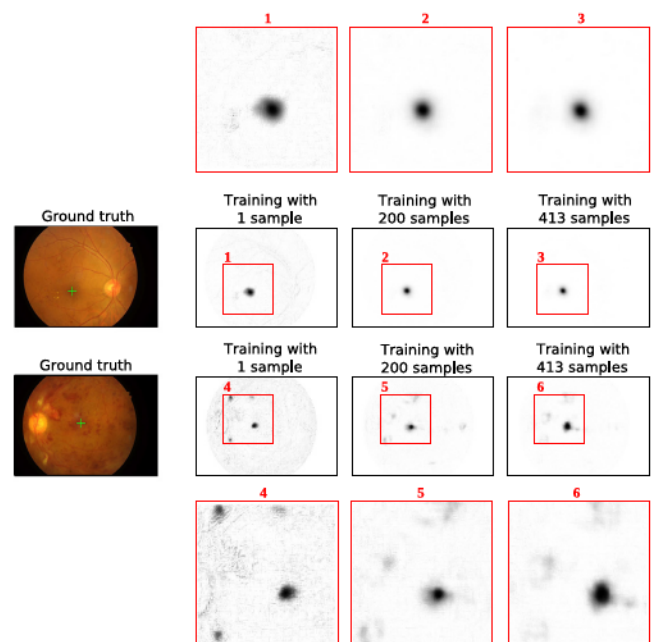 1 2 3
Ground truth
Training with
1 sample
Training with
200 samples
Training with
413 samples
1 2 3
Ground truth
Training with
1 sample
Training with
200 samples
Training with
413 samples
4 5 6
4 5 6